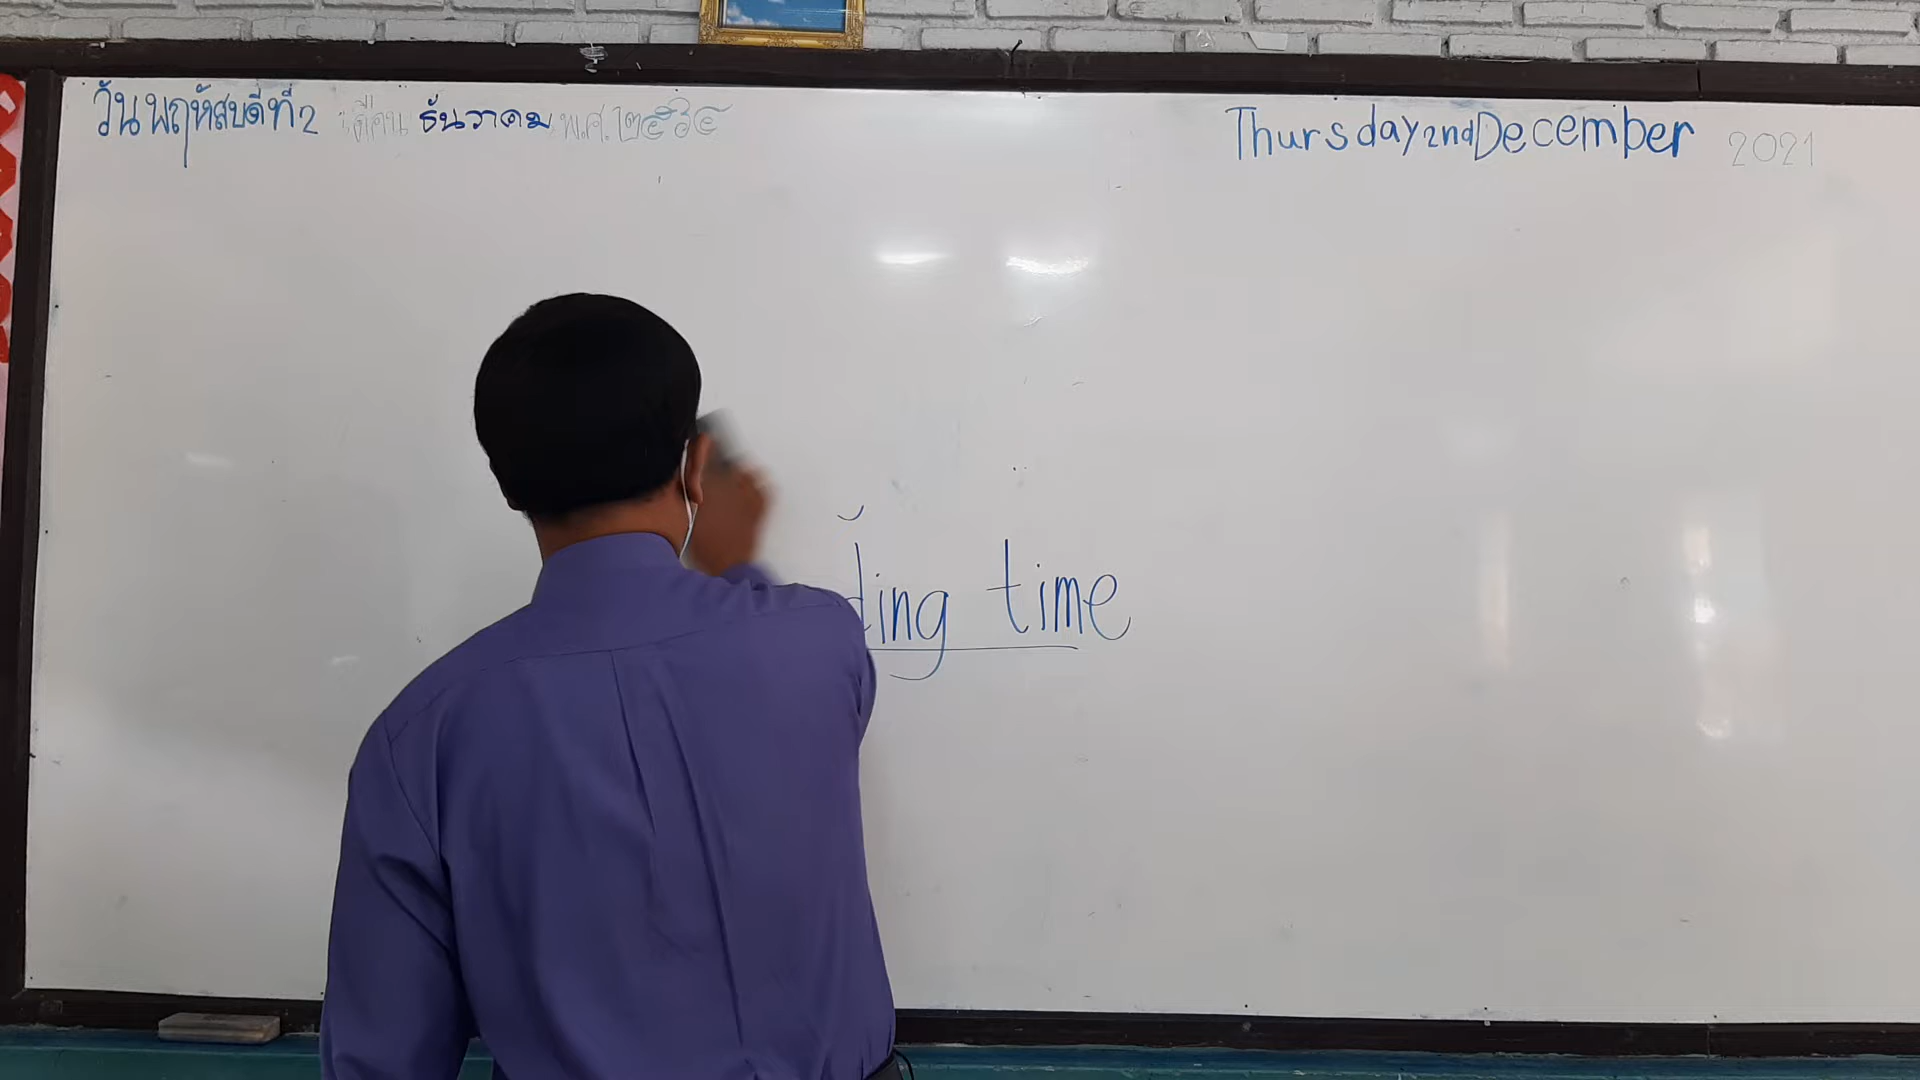 วันพฤหัสบดีที่2 เดือน ธันวาคม พ.ศ.๒๕๖๔
Thursday 2nd December 2021
ding time